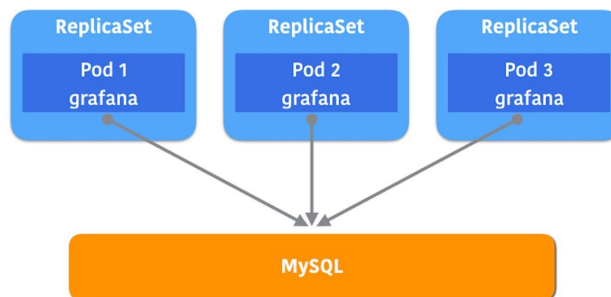 ReplicaSet
Pod 1
grafana
ReplicaSet
Pod 2
grafana
ReplicaSet
Pod 3
grafana
MySQL